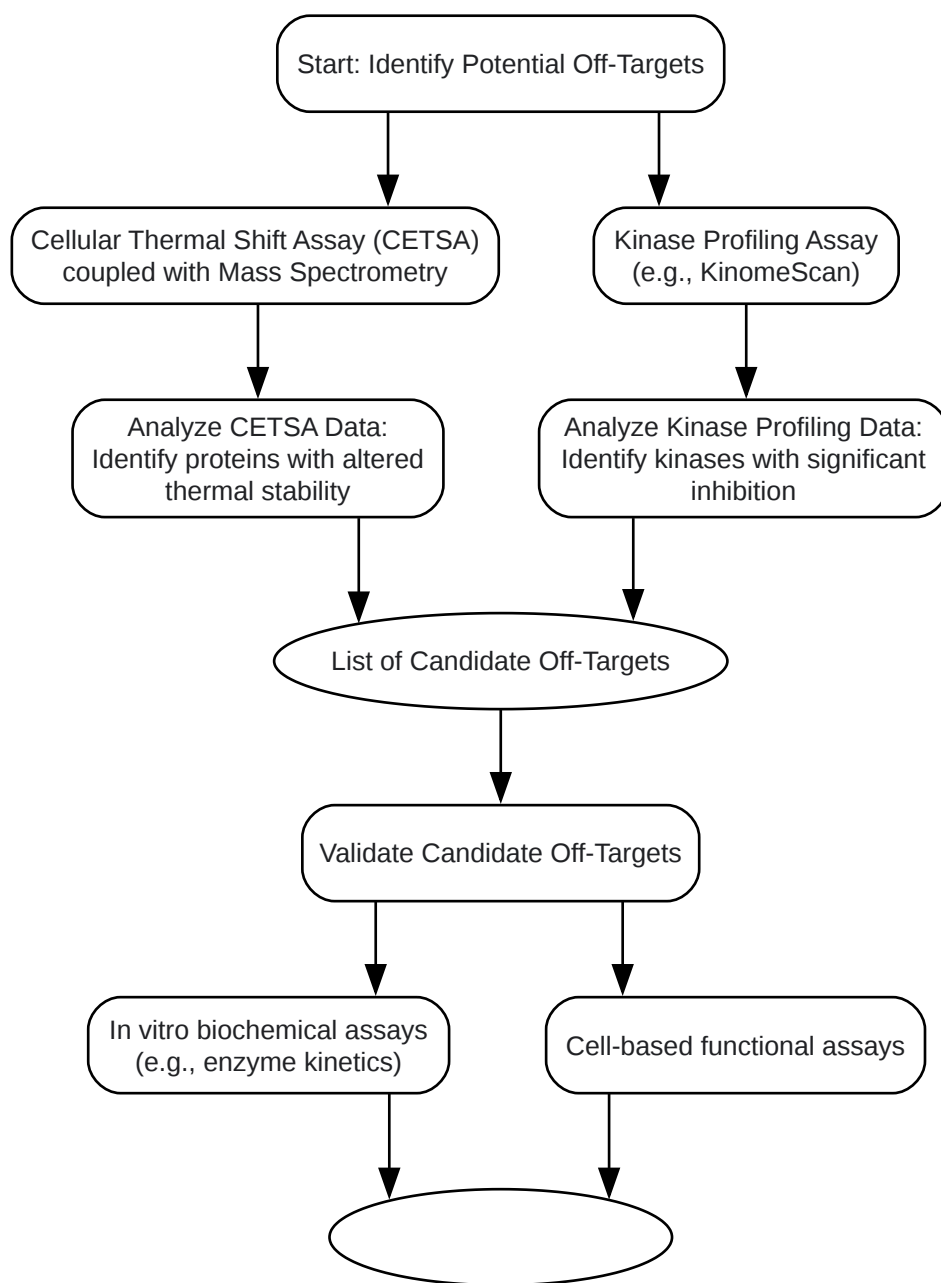 Start: Identify Potential Off-Targets
Cellular Thermal Shift Assay (CETSA)
coupled with Mass Spectrometry
Kinase Profiling Assay
(e.g., KinomeScan)
Analyze CETSA Data:
Identify proteins with altered
thermal stability
Analyze Kinase Profiling Data:
Identify kinases with significant
inhibition
List of Candidate Off-Targets
Validate Candidate Off-Targets
In vitro biochemical assays
(e.g., enzyme kinetics)
Cell-based functional assays